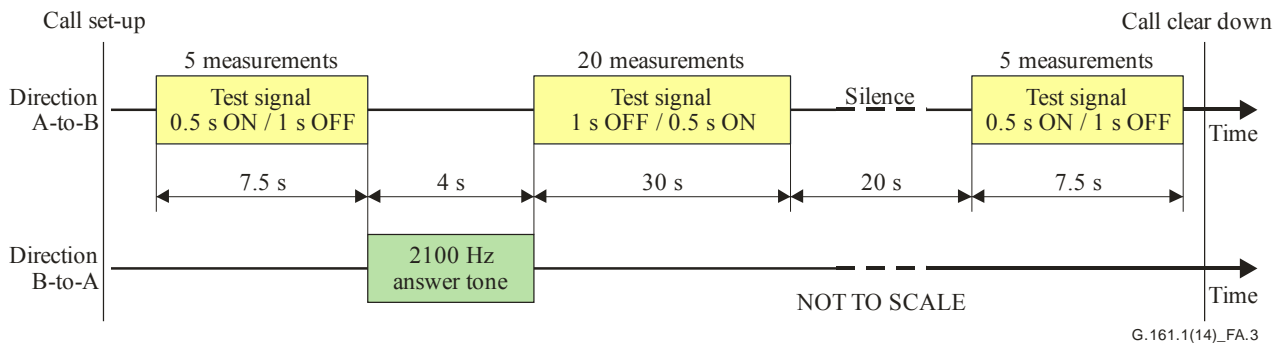 Call set-up
Call clear down
5 measurements
20 measurements
5 measurements
Direction
A-to-B
Test signal
0.5 s ON / 1 s OFF
Test signal
1 s OFF / 0.5 s ON
Silence
Test signal
0.5 s ON / 1 s OFF
Time
7.5 s
4 s
30 s
20 s
7.5 s
Direction
B-to-A
2100 Hz
answer tone
NOT TO SCALE
Time
G.161.1(14)_FA.3